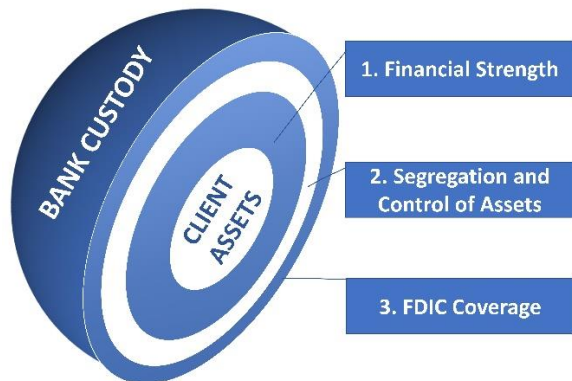 BANK CUSTODY
CLIENT
ASSETS
1. Financial Strength
2. Segregation and
Control of Assets
3. FDIC Coverage